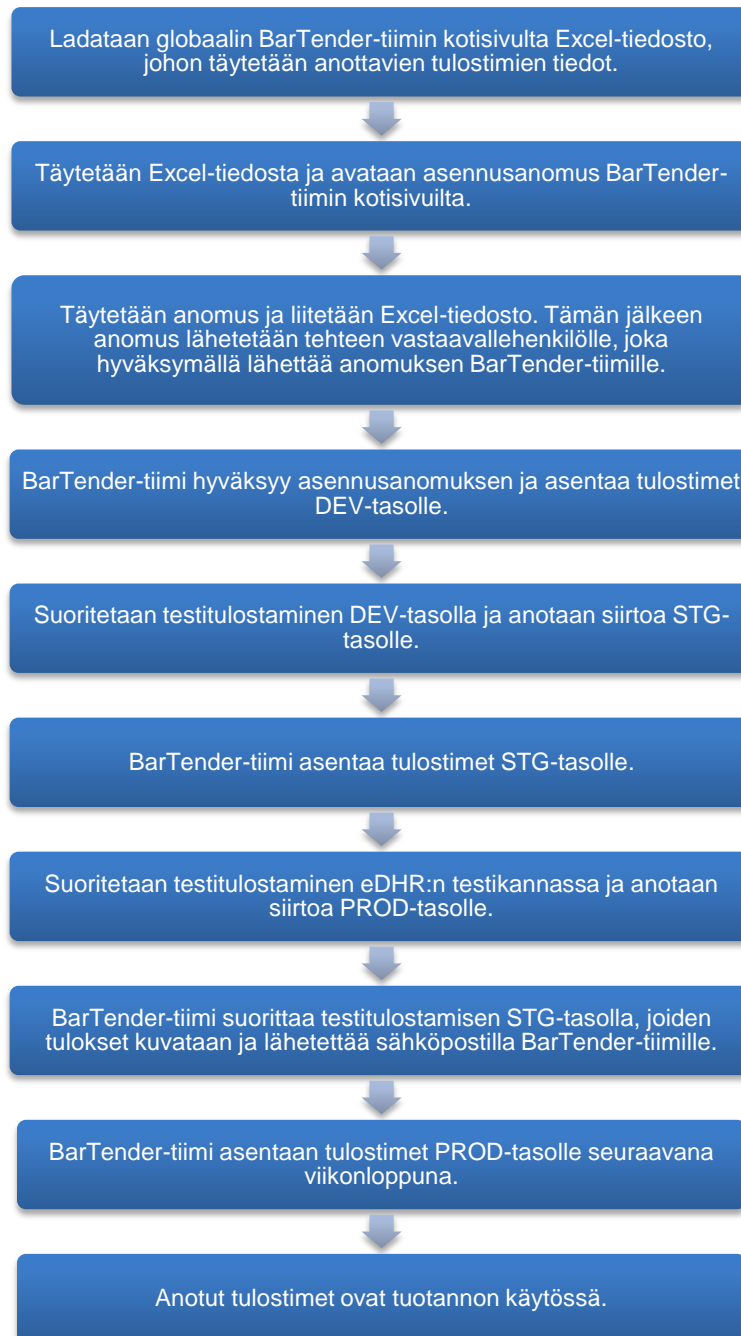 Ladataan globaalin BarTender-tiimin kotisivulta Excel-tiedosto,
johon täytetään anottavien tulostimien tiedot.
Täytetään Excel-tiedosta ja avataan asennusanomus BarTender-
tiimin kotisivuilta.
Täytetään anomus ja liitetään Excel-tiedosto. Tämän jälkeen
anomus lähetetään tehteen vastaavallehenkilölle, joka
hyväksymällä lähettää anomuksen BarTender-tiimille.
BarTender-tiimi hyväksyy asennusanomuksen ja asentaa tulostimet
DEV-tasolle.
Suoritetaan testitulostaminen DEV-tasolla ja anotaan siirtoa STG-
tasolle.
BarTender-tiimi asentaa tulostimet STG-tasolle.
Suoritetaan testitulostaminen eDHR:n testikannassa ja anotaan
siirtoa PROD-tasolle.
BarTender-tiimi suorittaa testitulostamisen STG-tasolla, joiden
tulokset kuvataan ja lähetettää sähköpostilla BarTender-tiimille.
BarTender-tiimi asentaan tulostimet PROD-tasolle seuraavana
viikonloppuna.
Anotut tulostimet ovat tuotannon käytössä.